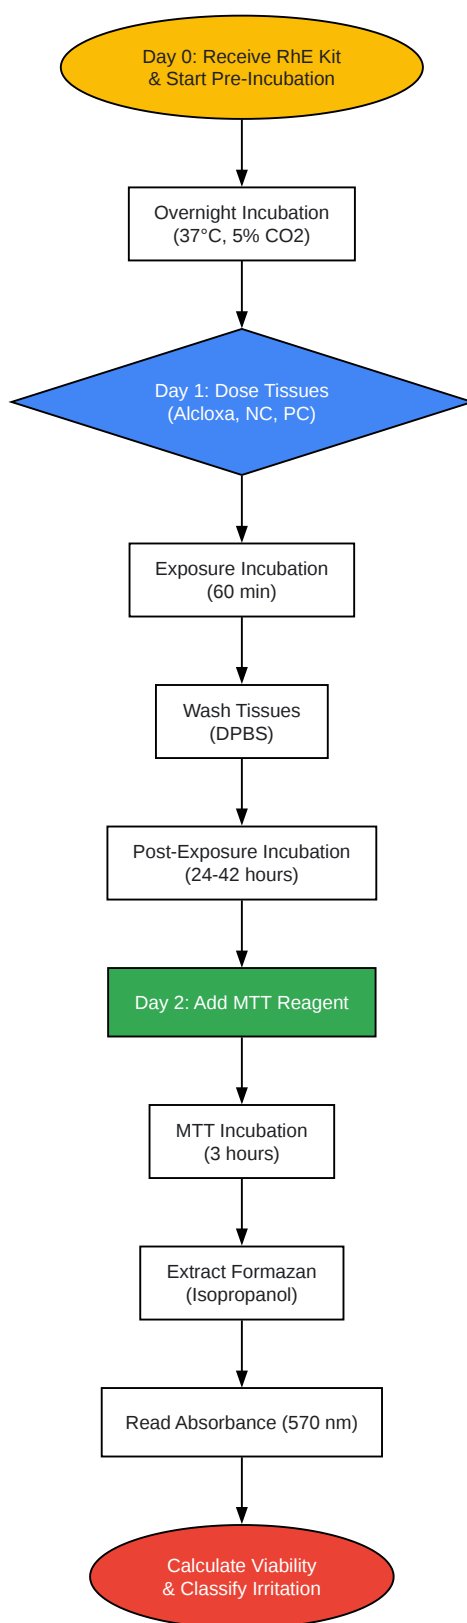 Day 0: Receive RhE Kit
& Start Pre-Incubation
Overnight Incubation
(37°C, 5% CO2)
Day 1: Dose Tissues
(Alcloxa, NC, PC)
Exposure Incubation
(60 min)
Wash Tissues
(DPBS)
Post-Exposure Incubation
(24-42 hours)
Day 2: Add MTT Reagent
MTT Incubation
(3 hours)
Extract Formazan
(Isopropanol)
Read Absorbance (570 nm)
Calculate Viability
& Classify Irritation